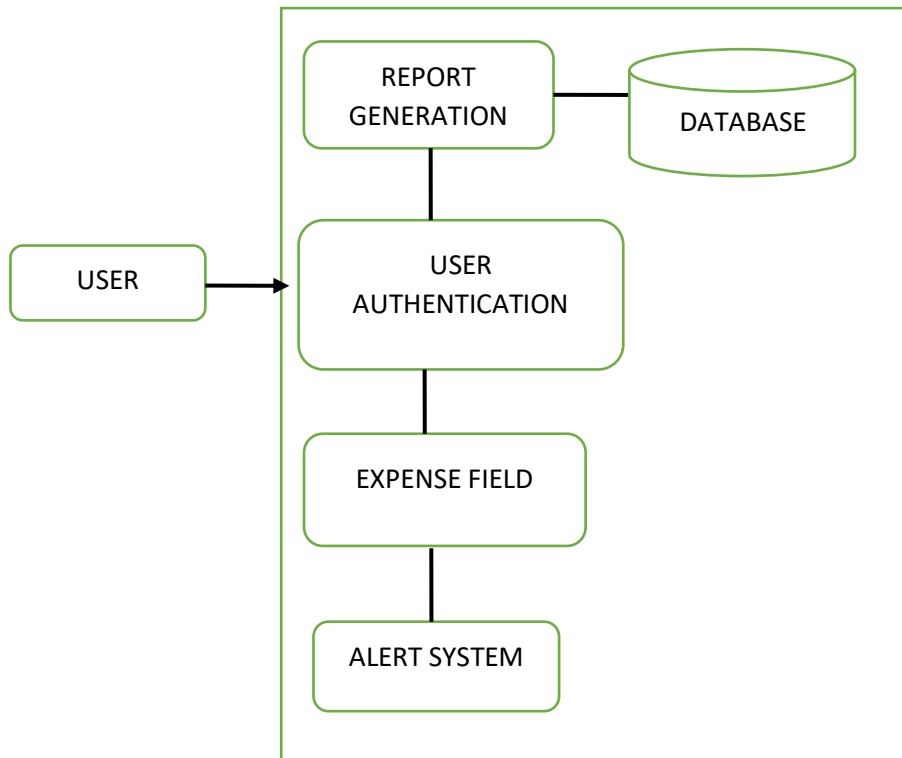 REPORT
GENERATION
DATABASE
USER
USER
AUTHENTICATION
EXPENSE FIELD
ALERT SYSTEM